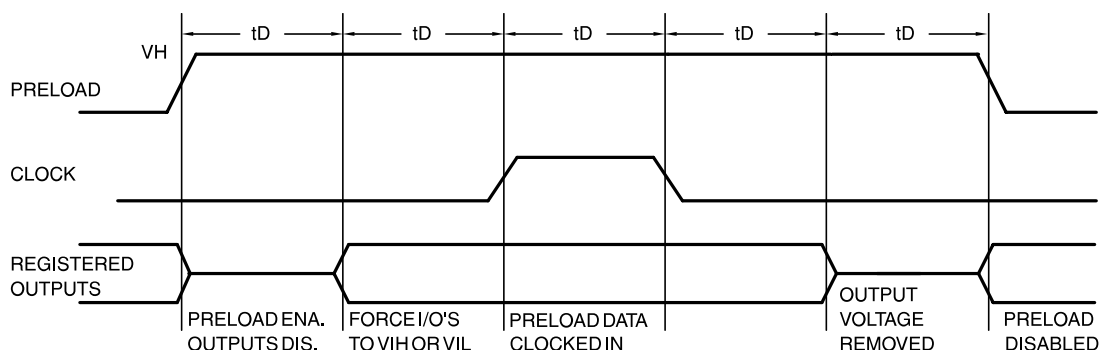 tD tD tD tD tD
VH
PRELOAD
CLOCK
REGISTERED
OUTPUTS
PRELOAD ENA.
OUTPUTS DIS.
FORCE I/O'S
TO VIH OR VIL
PRELOAD DATA
CLOCKED IN
OUTPUT
VOLTAGE
REMOVED
PRELOAD
DISABLED